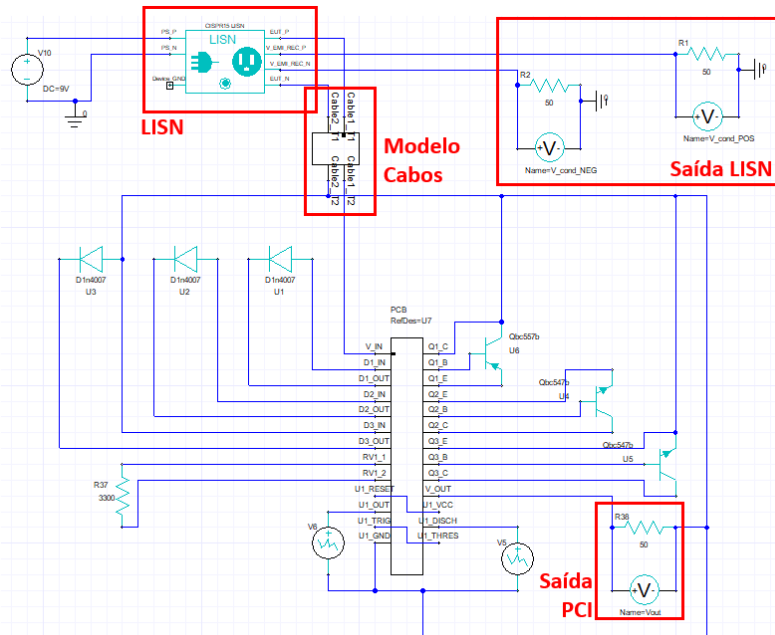 CISPR15 LISN
PS_P
EUT_P
PS_N
LISN
V_EMI_REC_P
V_EMI_REC_N
Device_GND
EUT_N
V10
DC=9V
0
LISN
R1
50
0
Name=V_cond_POS
R2
50
0
Name=V_cond_NEG
Saída LISN
Cable1_T1
Cable2_T1
Cable1_T2
Cable2_T2
Modelo
Cabos
D1n4007
U3
D1n4007
U2
D1n4007
U1
PCB
RefDes=U7
V_IN
Q1_C
D1_IN
Q1_B
D1_OUT
Q1_E
D2_IN
Q2_E
D2_OUT
Q2_B
D3_IN
Q2_C
D3_OUT
Q3_E
RV1_1
Q3_B
RV1_2
Q3_C
U1_RESET
V_OUT
U1_OUT
U1_VCC
U1_TRIG
U1_DISCH
U1_GND
U1_THRES
Qbc557b
U6
Qbc547b
U4
Qbc547b
U5
R37
3300
V6
V5
R38
50
Name=Vout
Saída
PCI